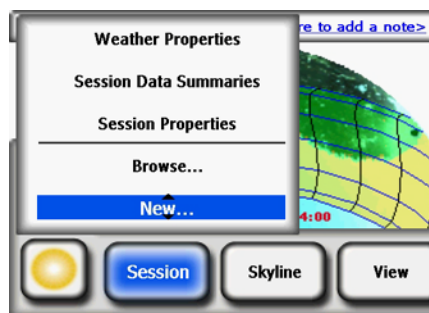 Weather Properties
re to add a note>
Session Data Summaries
Session Properties
Browse...
New...
4:00
Session
Skyline
View